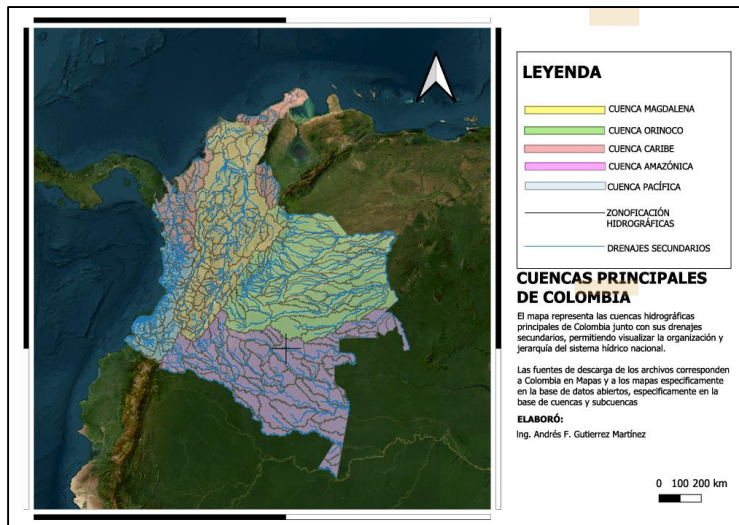 LEYENDA
CUENCA MAGDALENA
CUENCA ORINOCO
CUENCA CARIBE
CUENCA AMAZÓNICA
CUENCA PACÍFICA
ZONOFICACIÓN
HIDROGRÁFICAS
DRENAJES SECUNDARIOS
CUENCAS PRINCIPALES
DE COLOMBIA
El mapa representa las cuencas hidrográficas
principales de Colombia junto con sus drenajes
secundarios, permitiendo visualizar la organización y
jerarquía del sistema hídrico nacional.
Las fuentes de descarga de los archivos corresponden
a Colombia en Mapas y a los mapas especificamente
en la base de datos abiertos, especificamente en la
base de cuencas y subcuencas
ELABORÓ:
Ing. Andrés F. Gutierrez Martínez
0 100 200 km